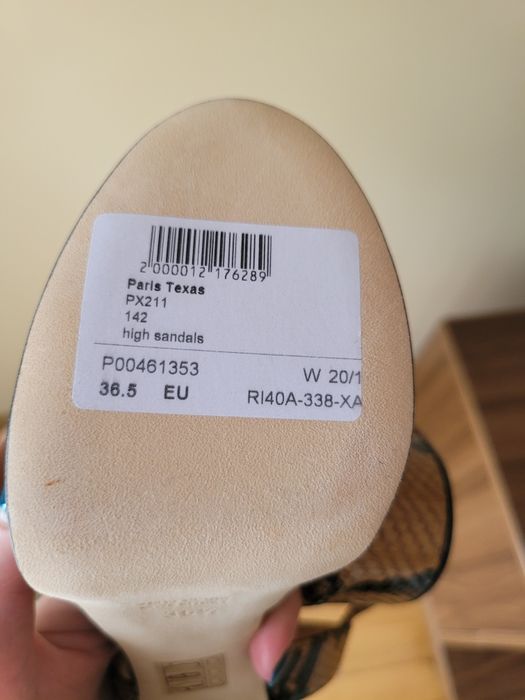 2 000012 176289
Paris Texas
PX211
142
high sandals
P00461353 W 20/1
36.5 EU RI40A-338-XA